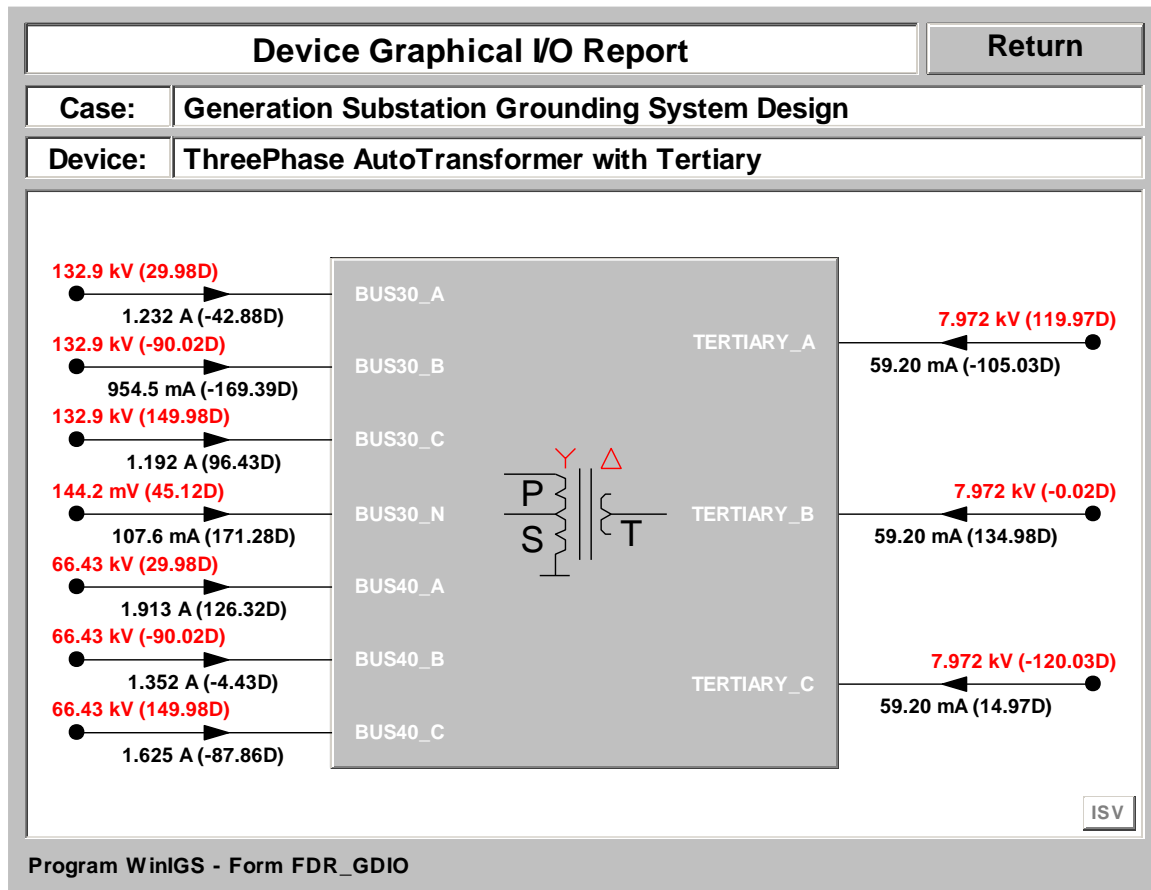 Device Graphical I/O Report
Return
Case:
Generation Substation Grounding System Design
Device:
ThreePhase AutoTransformer with Tertiary
132.9 kV (29.98D)
1.232 A (-42.88D)
BUS30_A
132.9 kV (-90.02D)
954.5 mA (-169.39D)
BUS30_B
132.9 kV (149.98D)
1.192 A (96.43D)
BUS30_C
144.2 mV (45.12D)
107.6 mA (171.28D)
BUS30_N
66.43 kV (29.98D)
1.913 A (126.32D)
BUS40_A
66.43 kV (-90.02D)
1.352 A (-4.43D)
BUS40_B
66.43 kV (149.98D)
1.625 A (-87.86D)
BUS40_C
Y Δ
P
S
T
TERTIARY_A
7.972 kV (119.97D)
59.20 mA (-105.03D)
TERTIARY_B
7.972 kV (-0.02D)
59.20 mA (134.98D)
TERTIARY_C
7.972 kV (-120.03D)
59.20 mA (14.97D)
ISV
Program WinIGS - Form FDR_GDIO